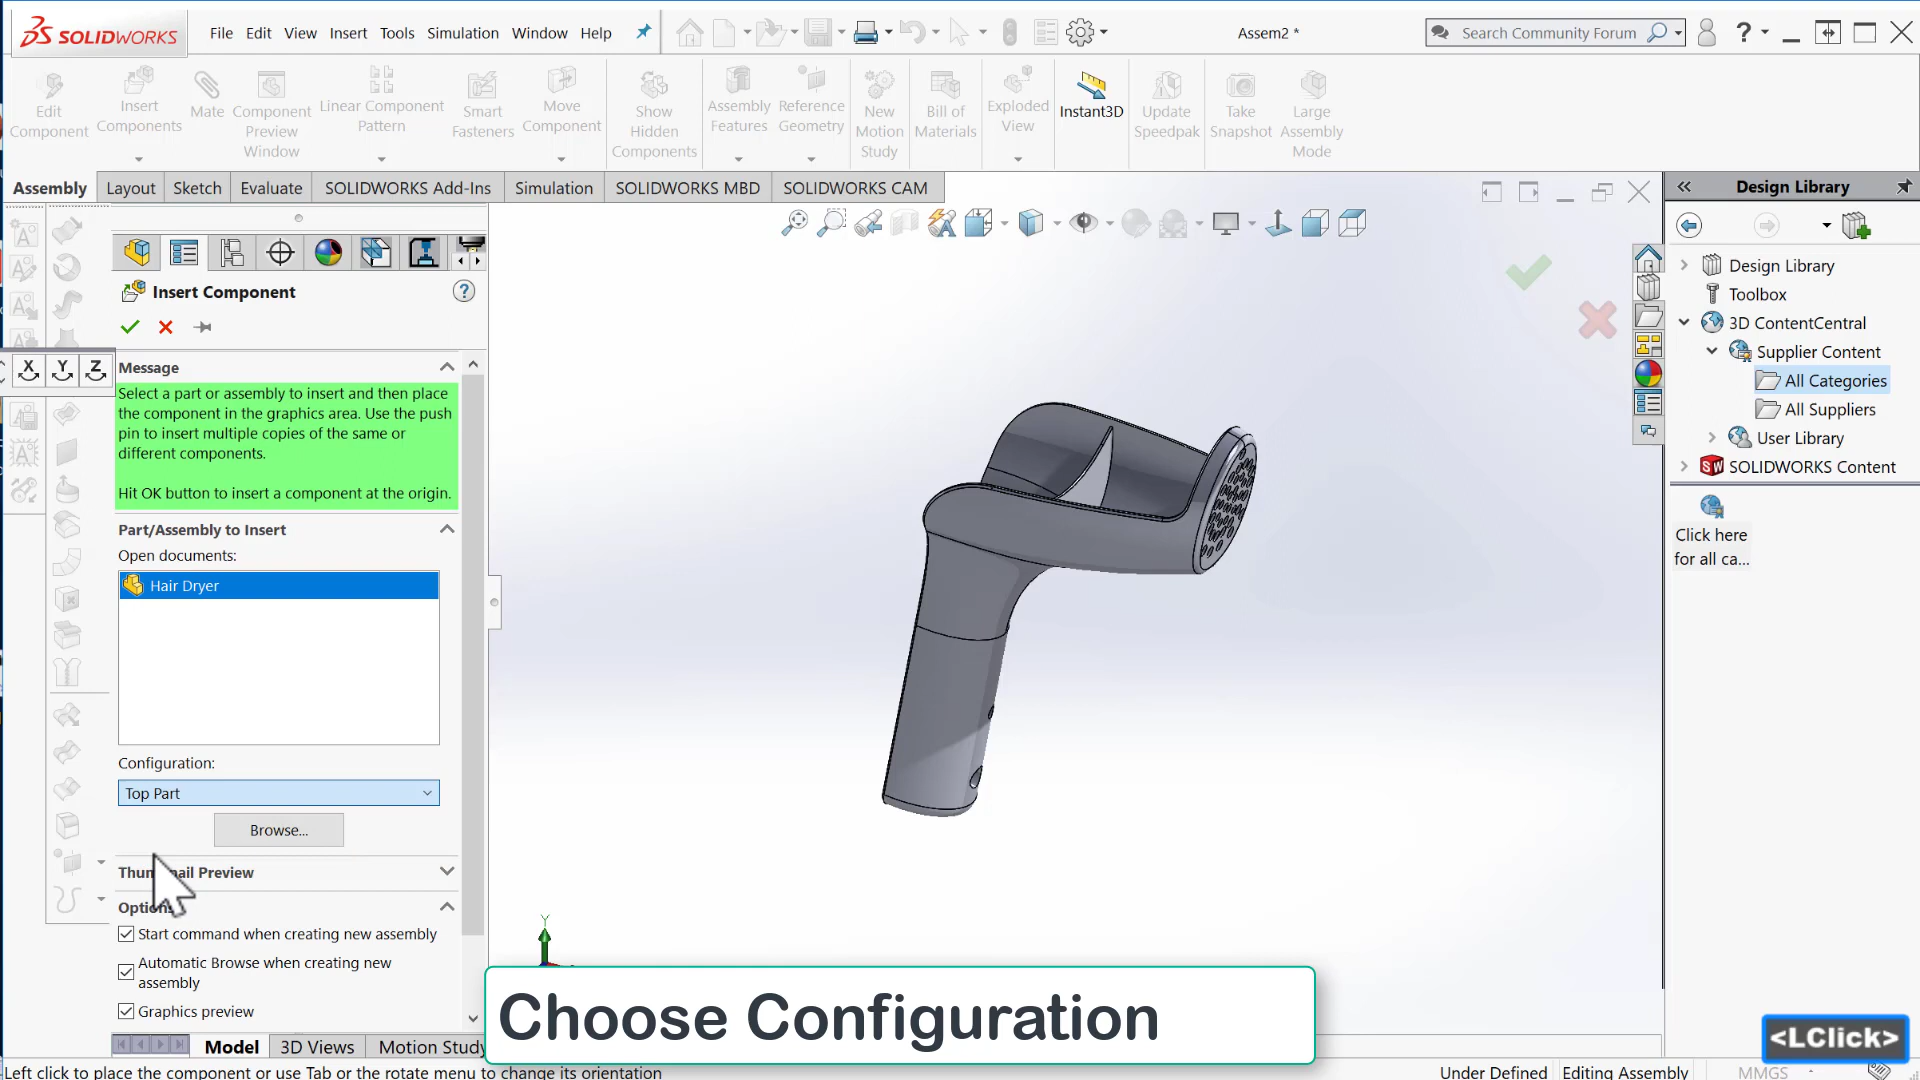 SOLIDWORKS
File Edit View Insert Tools Simulation Window Help
Assem2 *
Search Community Forum
?
Edit
Component
Insert
Components
Mate
Component
Preview
Window
Linear Component
Pattern
Smart
Fasteners
Move
Component
Show
Hidden
Components
Assembly
Features
Reference
Geometry
New
Motion
Study
Bill of
Materials
Exploded
View
Instant3D
Update
Speedpak
Take
Snapshot
Large
Assembly
Mode
Assembly Layout Sketch Evaluate SOLIDWORKS Add-Ins Simulation SOLIDWORKS MBD SOLIDWORKS CAM
Insert Component
?
X Y Z
Message
Select a part or assembly to insert and then place
the component in the graphics area. Use the push
pin to insert multiple copies of the same or
different components.
Hit OK button to insert a component at the origin.
Part/Assembly to Insert
Open documents:
Hair Dryer
Configuration:
Top Part
Browse...
Thumbnail Preview
Options
Start command when creating new assembly
Automatic Browse when creating new
assembly
Graphics preview
Y
Model 3D Views Motion Study
Left click to place the component or use Tab or the rotate menu to change its orientation
Under Defined Editing Assembly MMGS
Choose Configuration
<LClick>
Design Library
Design Library
Toolbox
3D ContentCentral
Supplier Content
All Categories
All Suppliers
User Library
SOLIDWORKS Content
Click here
for all ca...